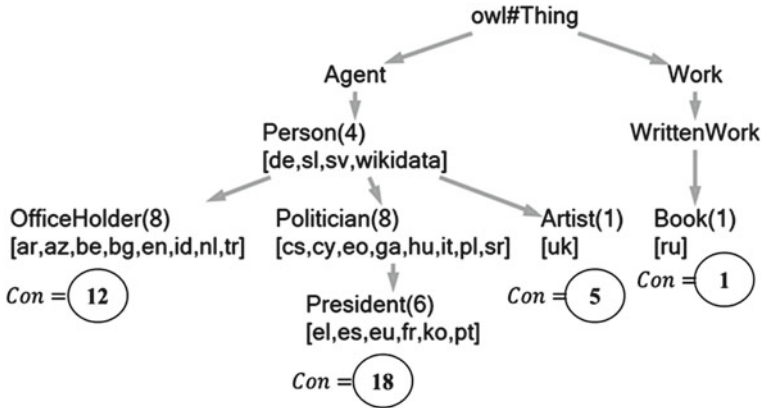 owl#Thing
Agent
Work
Person(4)
[de,sl,sv,wikidata]
WrittenWork
OfficeHolder(8)
[ar,az,be,bg,en,id,nl,tr]
Con = 12
Politician(8)
[cs,cy,eo,ga,hu,it,pl,sr]
President(6)
[el,es,eu,fr,ko,pt]
Con = 18
Artist(1)
[uk]
Con = 5
Book(1)
[ru]
Con = 1